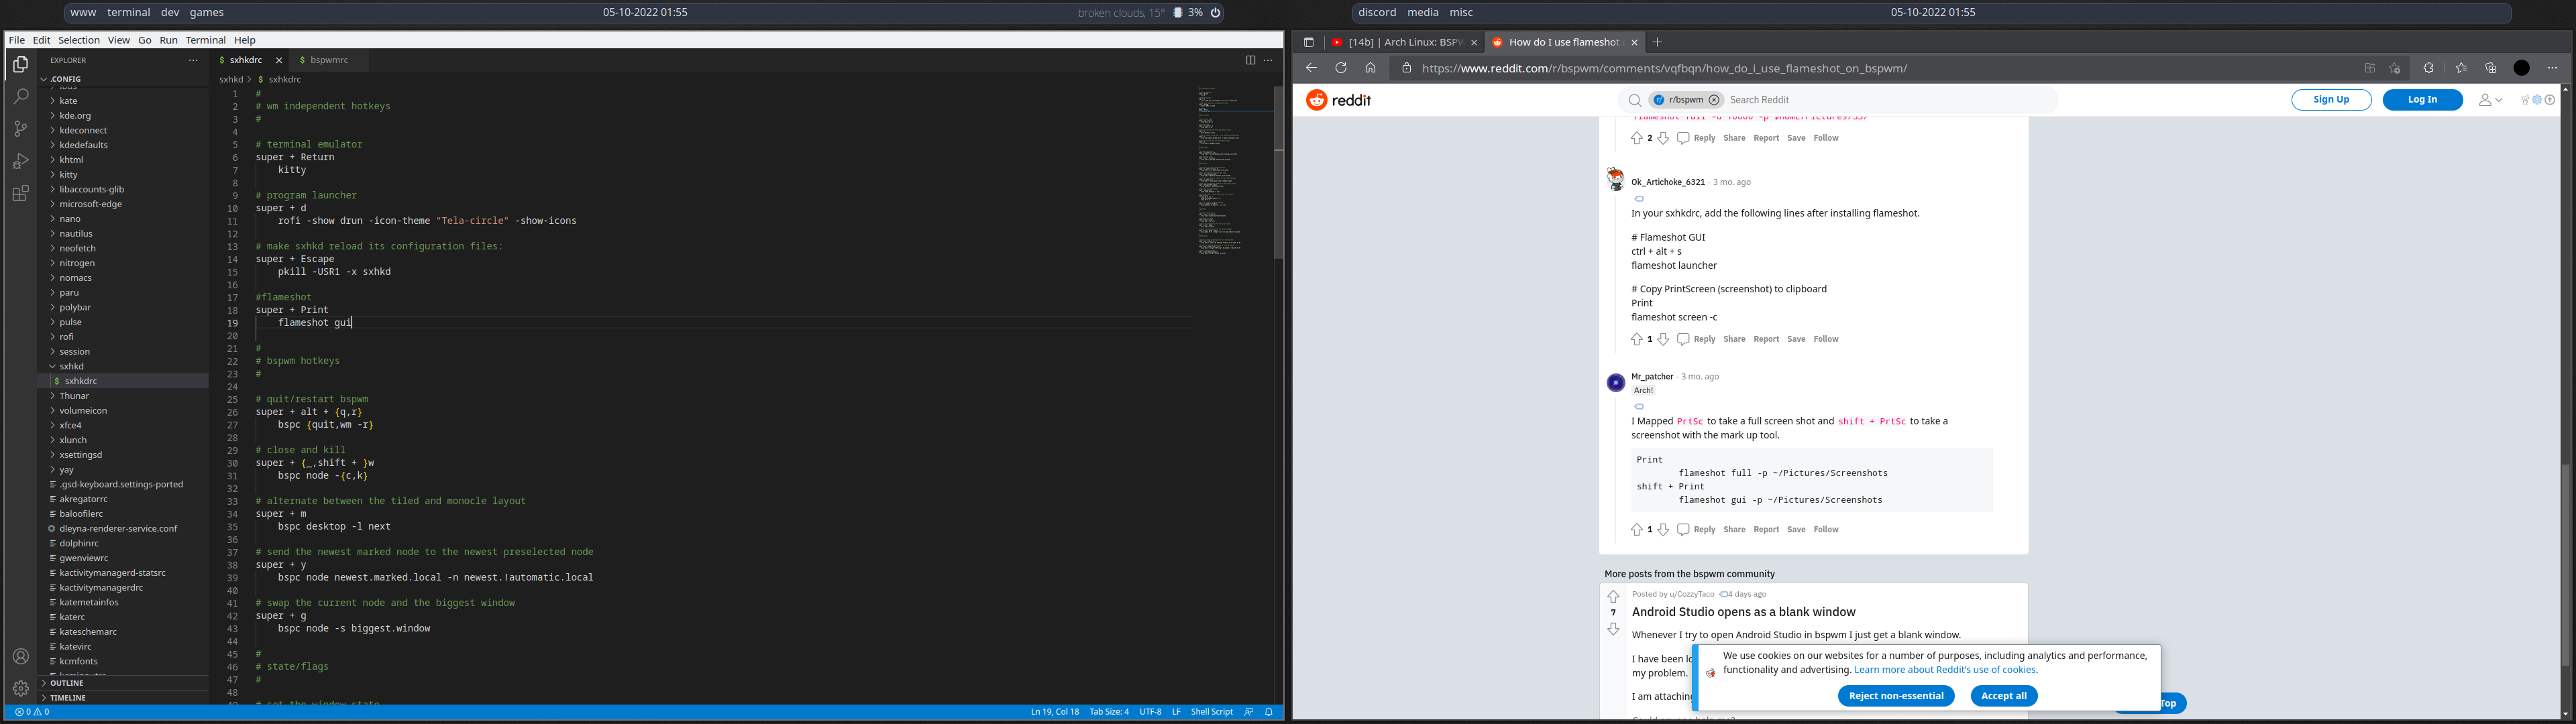 www terminal dev games
05-10-2022 01:55
broken clouds, 15° 3%
discord media misc
05-10-2022 01:55
File Edit Selection View Go Run Terminal Help
EXPLORER
.CONFIG
kate
kde.org
kdeconnect
kdedefaults
khtml
kitty
libaccounts-glib
microsoft-edge
nano
nautilus
neofetch
nitrogen
nomacs
paru
polybar
pulse
rofi
session
sxhkd
$ sxhkdrc
Thunar
volumeicon
xfce4
xlunch
xsettingsd
yay
.gsd-keyboard.settings-ported
akregatorrc
baloofilerc
dleyna-renderer-service.conf
dolphinrc
gwenviewrc
kactivitymanagerd-statsrc
kactivitymanagerdrc
katemetainfos
katerc
kateschemarc
katevirc
kcmfonts
OUTLINE
TIMELINE
$ sxhkdrc
$ bspwmrc
sxhkd > $ sxhkdrc
1 #
2 # wm independent hotkeys
3 #
4
5 # terminal emulator
6 super + Return
7 kitty
8
9 # program launcher
10 super + d
11 rofi -show drun -icon-theme "Tela-circle" -show-icons
12
13 # make sxhkd reload its configuration files:
14 super + Escape
15 pkill -USR1 -x sxhkd
16
17 #flameshot
18 super + Print
19 flameshot gui
20
21 #
22 # bspwm hotkeys
23 #
24
25 # quit/restart bspwm
26 super + alt + {q,r}
27 bspc {quit,wm -r}
28
29 # close and kill
30 super + {_,shift + }w
31 bspc node -{c,k}
32
33 # alternate between the tiled and monocle layout
34 super + m
35 bspc desktop -l next
36
37 # send the newest marked node to the newest preselected node
38 super + y
39 bspc node newest.marked.local -n newest.!automatic.local
40
41 # swap the current node and the biggest window
42 super + g
43 bspc node -s biggest.window
44
45 #
46 # state/flags
47 #
48
0 0
Ln 19, Col 18 Tab Size: 4 UTF-8 LF Shell Script
[14b] | Arch Linux: BSPW
How do I use flameshot
https://www.reddit.com/r/bspwm/comments/vqfbqn/how_do_i_use_flameshot_on_bspwm/
reddit
r/bspwm Search Reddit
Sign Up
Log In
2 Reply Share Report Save Follow
Ok_Artichoke_6321 · 3 mo. ago
In your sxhkdrc, add the following lines after installing flameshot.
# Flameshot GUI
ctrl + alt + s
flameshot launcher
# Copy PrintScreen (screenshot) to clipboard
Print
flameshot screen -c
1 Reply Share Report Save Follow
Mr_patcher · 3 mo. ago
Arch!
I Mapped PrtSc to take a full screen shot and shift + PrtSc to take a
screenshot with the mark up tool.
Print
flameshot full -p ~/Pictures/Screenshots
shift + Print
flameshot gui -p ~/Pictures/Screenshots
1 Reply Share Report Save Follow
More posts from the bspwm community
Posted by u/CozzyTaco 4 days ago
7
Android Studio opens as a blank window
Whenever I try to open Android Studio in bspwm I just get a blank window.
I have been
my problem.
I am attaching
We use cookies on our websites for a number of purposes, including analytics and performance,
functionality and advertising. Learn more about Reddit's use of cookies.
Reject non-essential
Accept all
Top